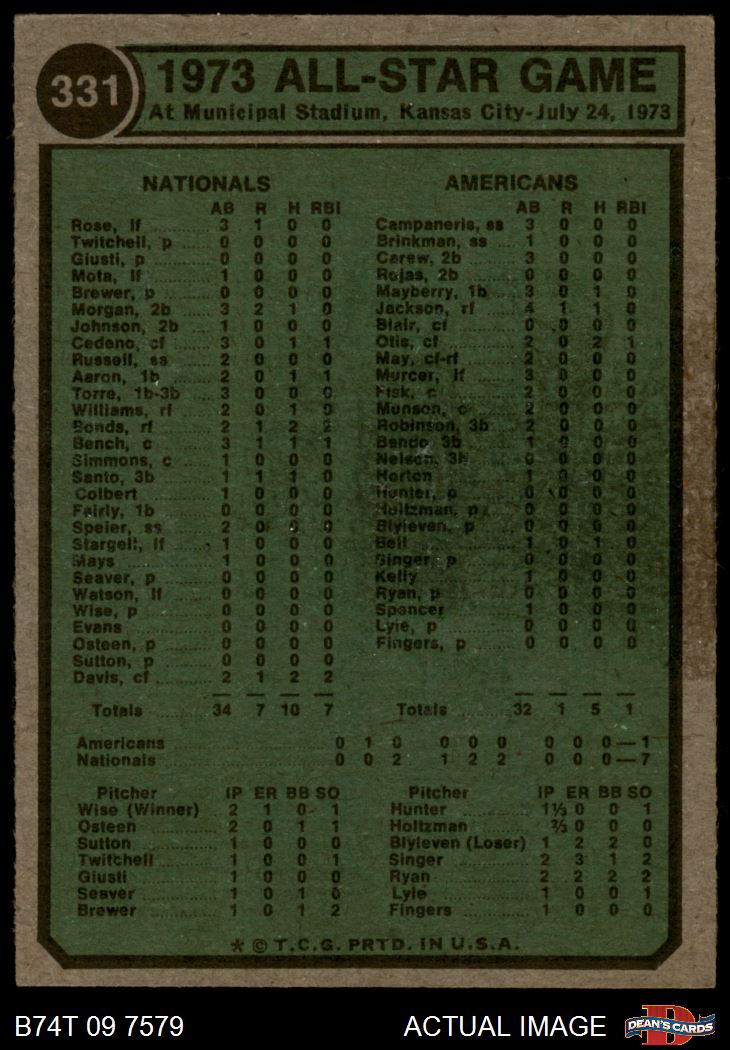 331
1973 ALL-STAR GAME
At Municipal Stadium, Kansas City-July 24, 1973
NATIONALS
AB R H RBI
Rose, lf 3 1 0 0
Twitchell, p 0 0 0 0
Giusti, p 0 0 0 0
Mota, lf 1 0 0 0
Brewer, p 0 0 0 0
Morgan, 2b 3 2 1 0
Johnson, 2b 1 0 0 0
Cedeno, cf 3 0 1 1
Russell, ss 2 0 0 0
Aaron, 1b 2 0 1 1
Torre, 1b-3b 3 0 0 0
Williams, rf 2 0 1 0
Bonds, rf 2 1 2 2
Bench, c 3 1 1 1
Simmons, c 1 0 0 0
Santo, 3b 1 1 1 0
Colbert 1 0 0 0
Fairly, 1b 0 0 0 0
Speier, ss 2 0 0 0
Stargell, lf 1 0 0 0
Mays 1 0 0 0
Seaver, p 0 0 0 0
Watson, lf 0 0 0 0
Wise, p 0 0 0 0
Evans 0 0 0 0
Osteen, p 0 0 0 0
Sutton, p 0 0 0 0
Davis, cf 2 1 2 2
Totals 34 7 10 7
AMERICANS
AB R H RBI
Campaneris, ss 3 0 0 0
Brinkman, ss 1 0 0 0
Carew, 2b 3 0 0 0
Rojas, 2b 0 0 0 0
Mayberry, 1b 3 0 1 0
Jackson, rf 4 1 1 0
Blair, cf 0 0 0 0
Otis, cf 2 0 2 1
May, cf-rf 2 0 0 0
Murcer, lf 3 0 0 0
Fisk, c 2 0 0 0
Munson, c 2 0 0 0
Robinson, 3b 2 0 0 0
Bando, 3b 1 0 0 0
Nelson, 3b 0 0 0 0
Horton 1 0 0 0
Hunter, p 0 0 0 0
Holtzman, p 0 0 0 0
Blyleven, p 0 0 0 0
Bell 1 0 1 0
Singer, p 0 0 0 0
Kelly 1 0 0 0
Ryan, p 0 0 0 0
Spencer 1 0 0 0
Lyle, p 0 0 0 0
Fingers, p 0 0 0 0
Totals 32 1 5 1
Americans 0 1 0 0 0 0 0 0 0—1
Nationals 0 0 2 1 2 2 0 0 0—7
Pitcher IP ER BB SO
Wise (Winner) 2 1 0 1
Osteen 2 0 1 1
Sutton 1 0 0 0
Twitchell 1 0 0 1
Giusti 1 0 0 0
Seaver 1 0 1 0
Brewer 1 0 1 2
Pitcher IP ER BB SO
Hunter 1⅓ 0 0 1
Holtzman ⅔ 0 0 0
Blyleven (Loser) 1 2 2 0
Singer 2 3 1 2
Ryan 2 2 2 2
Lyle 1 0 0 1
Fingers 1 0 0 0
* © T.C.G. PRTD. IN U.S.A.
B74T 09 7579
ACTUAL IMAGE
D
DEAN'S CARDS